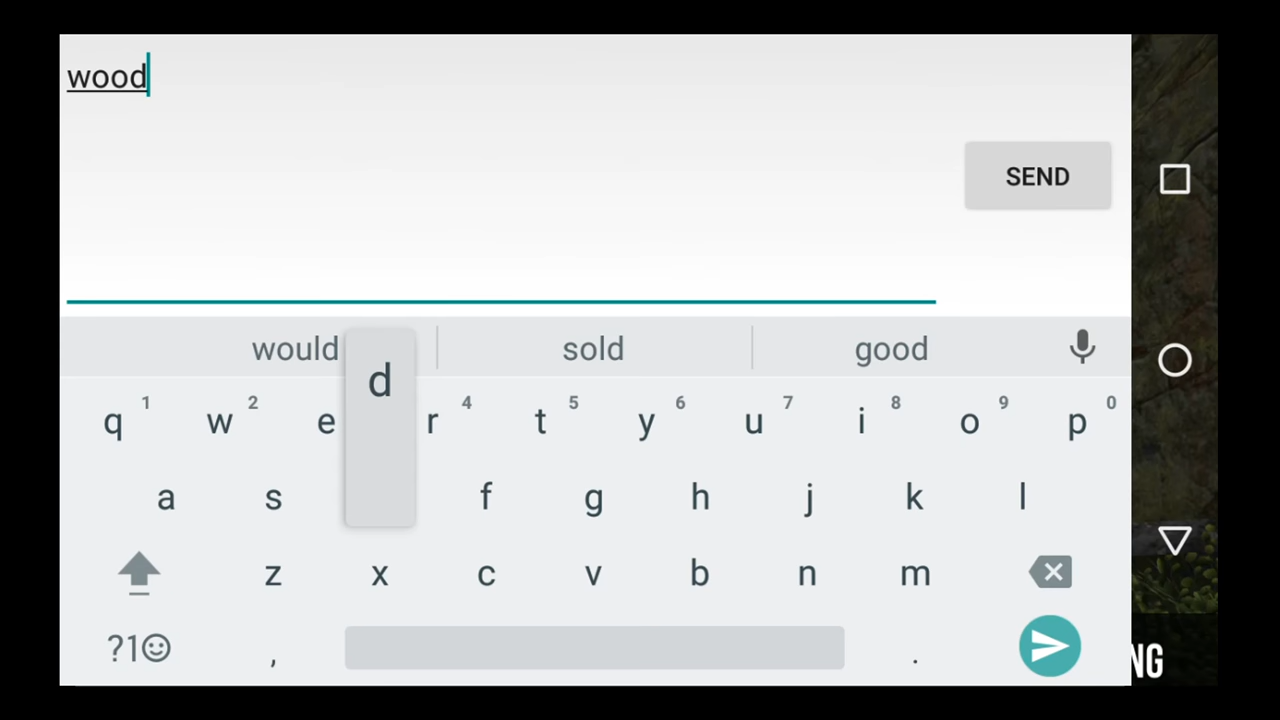 wood
SEND
would sold good
d
1 2 4 5 6 7 8 9 0
q w e r t y u i o p
a s f g h j k l
z x c v b n m
?1☺ , .
NG